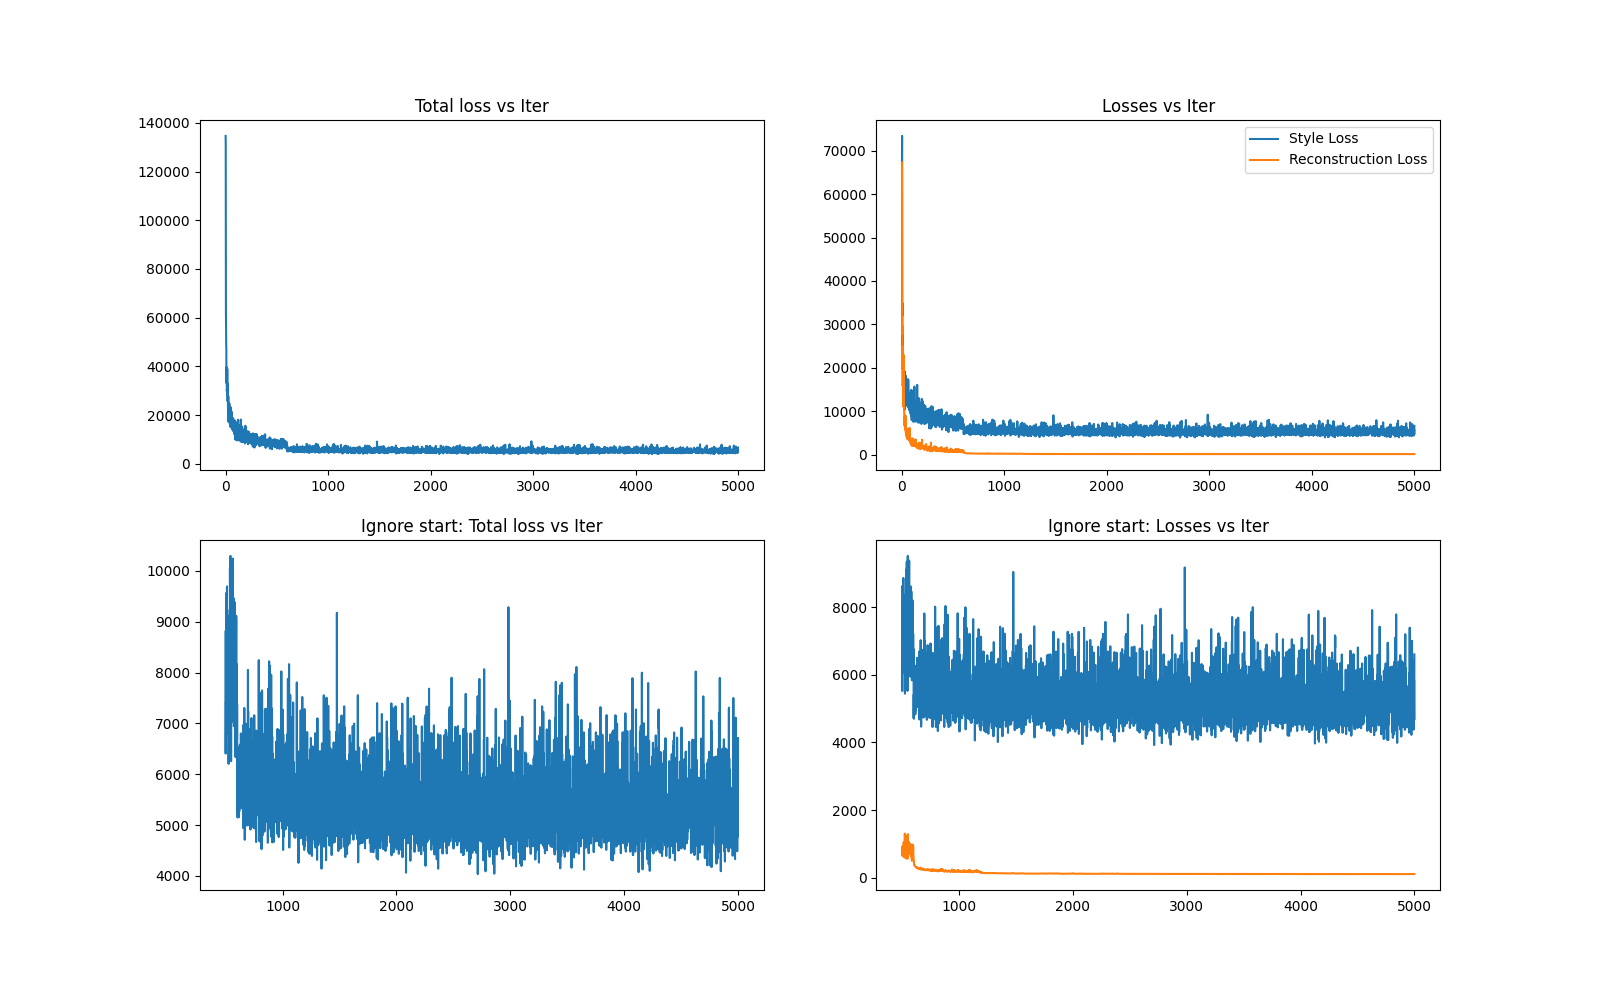 Total loss vs Iter
140000
120000
100000
80000
60000
40000
20000
0
0 1000 2000 3000 4000 5000
Losses vs Iter
Style Loss
Reconstruction Loss
70000
60000
50000
40000
30000
20000
10000
0
0 1000 2000 3000 4000 5000
Ignore start: Total loss vs Iter
10000
9000
8000
7000
6000
5000
4000
1000 2000 3000 4000 5000
Ignore start: Losses vs Iter
8000
6000
4000
2000
0
1000 2000 3000 4000 5000